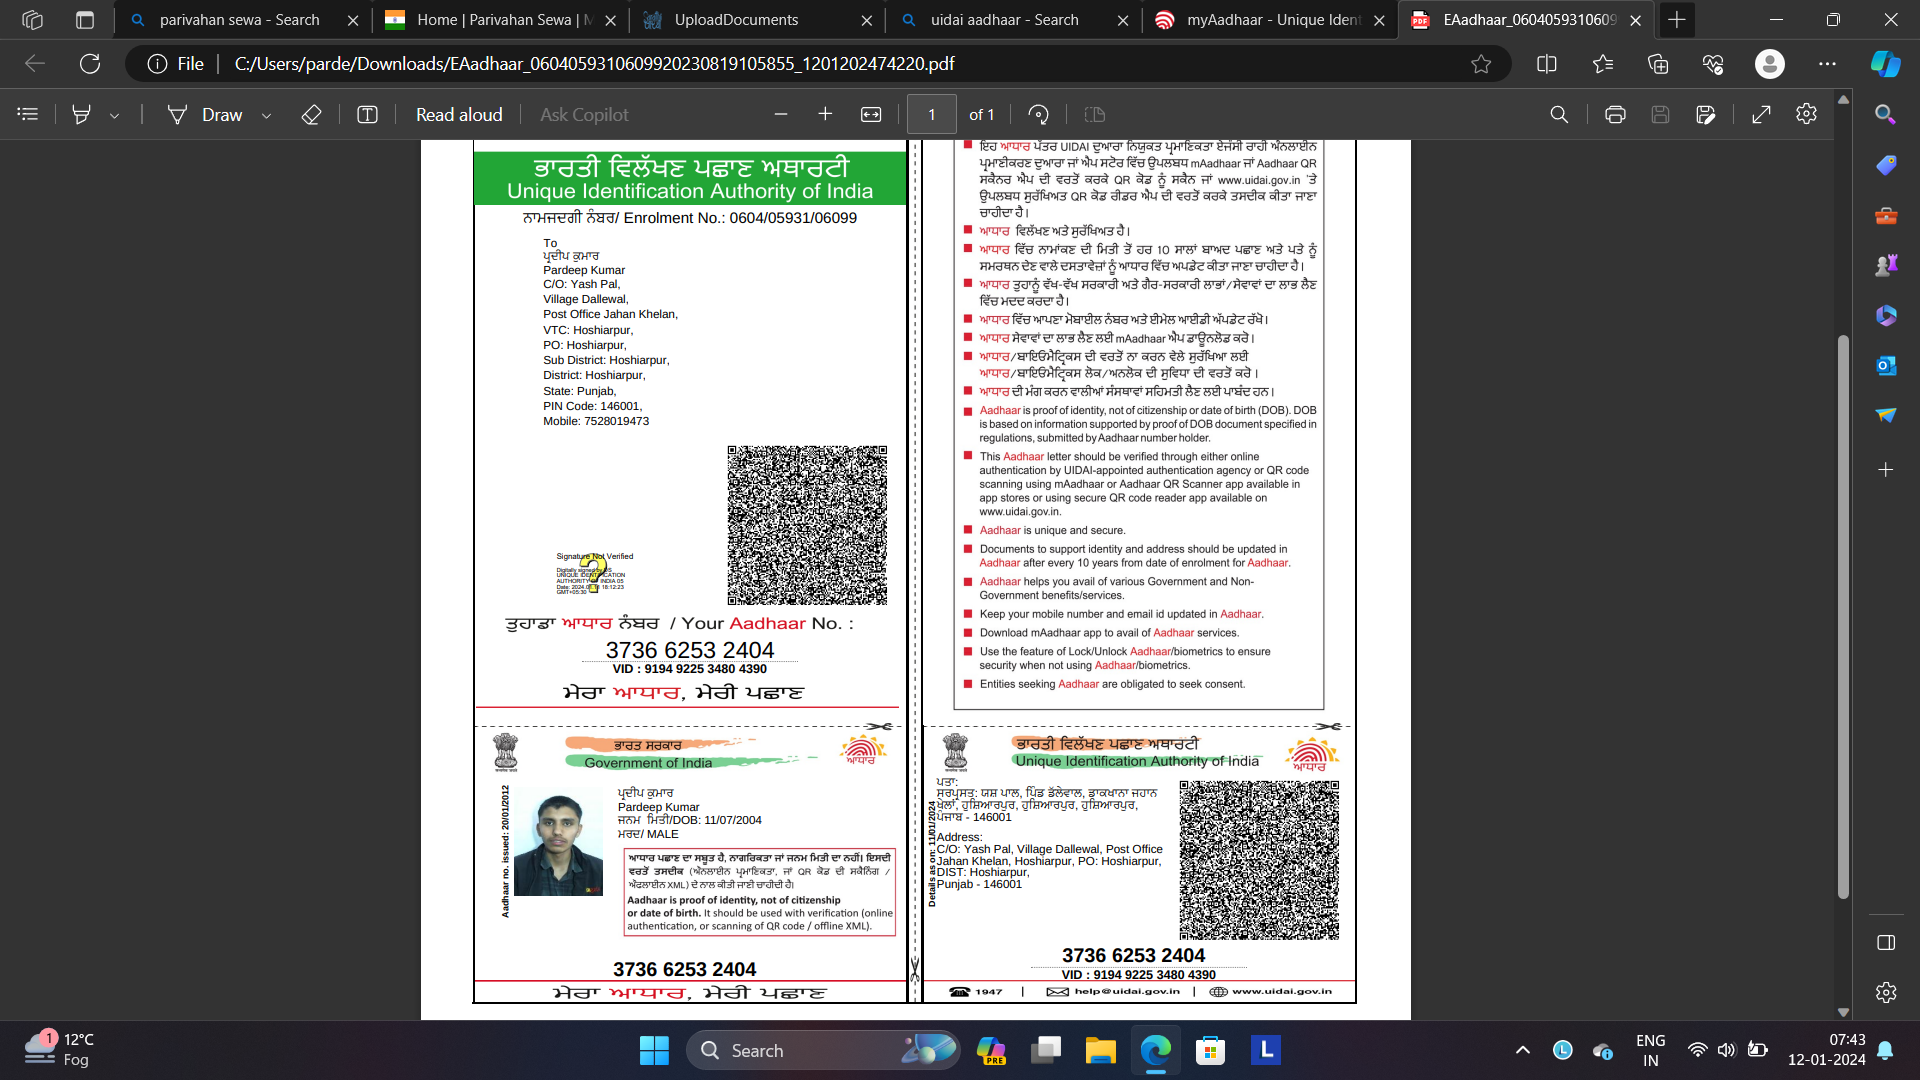 parivahan sewa - Search
Home | Parivahan Sewa | M
UploadDocuments
uidai aadhaar - Search
myAadhaar - Unique Ident
EAadhaar_0604059310609
File
C:/Users/parde/Downloads/EAadhaar_0604059310609920230819105855_1201202474220.pdf
Draw
Read aloud
Ask Copilot
1
of 1
ਭਾਰਤੀ ਵਿਲੱਖਣ ਪਛਾਣ ਅਥਾਰਟੀ
Unique Identification Authority of India
ਨਾਮਜਦਗੀ ਨੰਬਰ/ Enrolment No.: 0604/05931/06099
To
ਪ੍ਰਦੀਪ ਕੁਮਾਰ
Pardeep Kumar
C/O: Yash Pal,
Village Dallewal,
Post Office Jahan Khelan,
VTC: Hoshiarpur,
PO: Hoshiarpur,
Sub District: Hoshiarpur,
District: Hoshiarpur,
State: Punjab,
PIN Code: 146001,
Mobile: 7528019473
Signature Not Verified
Digitally signed by DS
UNIQUE IDENTIFICATION
AUTHORITY OF INDIA 05
GMT+05:30
ਤੁਹਾਡਾ ਆਧਾਰ ਨੰਬਰ / Your Aadhaar No. :
3736 6253 2404
VID : 9194 9225 3480 4390
ਮੇਰਾ ਆਧਾਰ, ਮੇਰੀ ਪਛਾਣ
ਇਹ ਆਧਾਰ ਪੱਤਰ UIDAI ਦੁਆਰਾ ਨਿਯੁਕਤ ਪ੍ਰਮਾਣਿਕਤਾ ਏਜੰਸੀ ਰਾਹੀਂ ਔਨਲਾਈਨ
ਪ੍ਰਮਾਣੀਕਰਣ ਦੁਆਰਾ ਜਾਂ ਐਪ ਸਟੋਰ ਵਿੱਚ ਉਪਲਬਧ mAadhaar ਜਾਂ Aadhaar QR
ਸਕੈਨਰ ਐਪ ਦੀ ਵਰਤੋਂ ਕਰਕੇ QR ਕੋਡ ਨੂੰ ਸਕੈਨ ਜਾਂ www.uidai.gov.in 'ਤੇ
ਉਪਲਬਧ ਸੁਰੱਖਿਅਤ QR ਕੋਡ ਰੀਡਰ ਐਪ ਦੀ ਵਰਤੋਂ ਕਰਕੇ ਤਸਦੀਕ ਕੀਤਾ ਜਾਣਾ
ਚਾਹੀਦਾ ਹੈ।
ਆਧਾਰ ਵਿਲੱਖਣ ਅਤੇ ਸੁਰੱਖਿਅਤ ਹੈ।
ਆਧਾਰ ਵਿੱਚ ਨਾਮਾਂਕਣ ਦੀ ਮਿਤੀ ਤੋਂ ਹਰ 10 ਸਾਲਾਂ ਬਾਅਦ ਪਛਾਣ ਅਤੇ ਪਤੇ ਨੂੰ
ਸਮਰਥਨ ਦੇਣ ਵਾਲੇ ਦਸਤਾਵੇਜ਼ਾਂ ਨੂੰ ਆਧਾਰ ਵਿੱਚ ਅਪਡੇਟ ਕੀਤਾ ਜਾਣਾ ਚਾਹੀਦਾ ਹੈ।
ਆਧਾਰ ਤੁਹਾਨੂੰ ਵੱਖ-ਵੱਖ ਸਰਕਾਰੀ ਅਤੇ ਗੈਰ-ਸਰਕਾਰੀ ਲਾਭਾਂ/ਸੇਵਾਵਾਂ ਦਾ ਲਾਭ ਲੈਣ
ਵਿੱਚ ਮਦਦ ਕਰਦਾ ਹੈ।
ਆਧਾਰ ਵਿੱਚ ਆਪਣਾ ਮੋਬਾਈਲ ਨੰਬਰ ਅਤੇ ਈਮੇਲ ਆਈਡੀ ਅੱਪਡੇਟ ਰੱਖੋ।
ਆਧਾਰ ਸੇਵਾਵਾਂ ਦਾ ਲਾਭ ਲੈਣ ਲਈ mAadhaar ਐਪ ਡਾਊਨਲੋਡ ਕਰੋ।
ਆਧਾਰ/ਬਾਇਓਮੈਟ੍ਰਿਕਸ ਦੀ ਵਰਤੋਂ ਨਾ ਕਰਨ ਵੇਲੇ ਸੁਰੱਖਿਆ ਲਈ
ਆਧਾਰ/ਬਾਇਓਮੈਟ੍ਰਿਕਸ ਲੋਕ/ਅਨਲੋਕ ਦੀ ਸੁਵਿਧਾ ਦੀ ਵਰਤੋਂ ਕਰੋ ।
ਆਧਾਰ ਦੀ ਮੰਗ ਕਰਨ ਵਾਲੀਆਂ ਸੰਸਥਾਵਾਂ ਸਹਿਮਤੀ ਲੈਣ ਲਈ ਪਾਬੰਦ ਹਨ।
Aadhaar is proof of identity, not of citizenship or date of birth (DOB). DOB
is based on information supported by proof of DOB document specified in
regulations, submitted by Aadhaar number holder.
This Aadhaar letter should be verified through either online
authentication by UIDAI-appointed authentication agency or QR code
scanning using mAadhaar or Aadhaar QR Scanner app available in
app stores or using secure QR code reader app available on
www.uidai.gov.in.
Aadhaar is unique and secure.
Documents to support identity and address should be updated in
Aadhaar after every 10 years from date of enrolment for Aadhaar.
Aadhaar helps you avail of various Government and Non-
Government benefits/services.
Keep your mobile number and email id updated in Aadhaar.
Download mAadhaar app to avail of Aadhaar services.
Use the feature of Lock/Unlock Aadhaar/biometrics to ensure
security when not using Aadhaar/biometrics.
Entities seeking Aadhaar are obligated to seek consent.
ਭਾਰਤ ਸਰਕਾਰ
Government of India
ਆਧਾਰ
Aadhaar no. issued: 20/01/2012
ਪ੍ਰਦੀਪ ਕੁਮਾਰ
Pardeep Kumar
ਜਨਮ ਮਿਤੀ/DOB: 11/07/2004
ਮਰਦ/ MALE
ਆਧਾਰ ਪਛਾਣ ਦਾ ਸਬੂਤ ਹੈ, ਨਾਗਰਿਕਤਾ ਜਾਂ ਜਨਮ ਮਿਤੀ ਦਾ ਨਹੀਂ। ਇਸਦੀ
ਵਰਤੋਂ ਤਸਦੀਕ (ਔਨਲਾਈਨ ਪ੍ਰਮਾਣਿਕਤਾ, ਜਾਂ QR ਕੋਡ ਦੀ ਸਕੈਨਿੰਗ /
ਔਫਲਾਈਨ XML) ਦੇ ਨਾਲ ਕੀਤੀ ਜਾਣੀ ਚਾਹੀਦੀ ਹੈ।
Aadhaar is proof of identity, not of citizenship
or date of birth. It should be used with verification (online
authentication, or scanning of QR code / offline XML).
3736 6253 2404
ਮੇਰਾ ਆਧਾਰ, ਮੇਰੀ ਪਛਾਣ
ਭਾਰਤੀ ਵਿਲੱਖਣ ਪਛਾਣ ਅਥਾਰਟੀ
Unique Identification Authority of India
ਆਧਾਰ
Details as on: 11/01/2024
ਪਤਾ:
ਸਰਪ੍ਰਸਤ: ਯਸ਼ ਪਾਲ, ਪਿੰਡ ਡੱਲੇਵਾਲ, ਡਾਕਖਾਨਾ ਜਹਾਨ
ਖੇਲਾਂ, ਹੁਸ਼ਿਆਰਪੁਰ, ਹੁਸ਼ਿਆਰਪੁਰ, ਹੁਸ਼ਿਆਰਪੁਰ,
ਪੰਜਾਬ - 146001
Address:
C/O: Yash Pal, Village Dallewal, Post Office
Jahan Khelan, Hoshiarpur, PO: Hoshiarpur,
DIST: Hoshiarpur,
Punjab - 146001
3736 6253 2404
VID : 9194 9225 3480 4390
1947 | help@uidai.gov.in | www.uidai.gov.in
1
12°C
Fog
Search
PRE
L
L
ENG
IN
07:43
12-01-2024